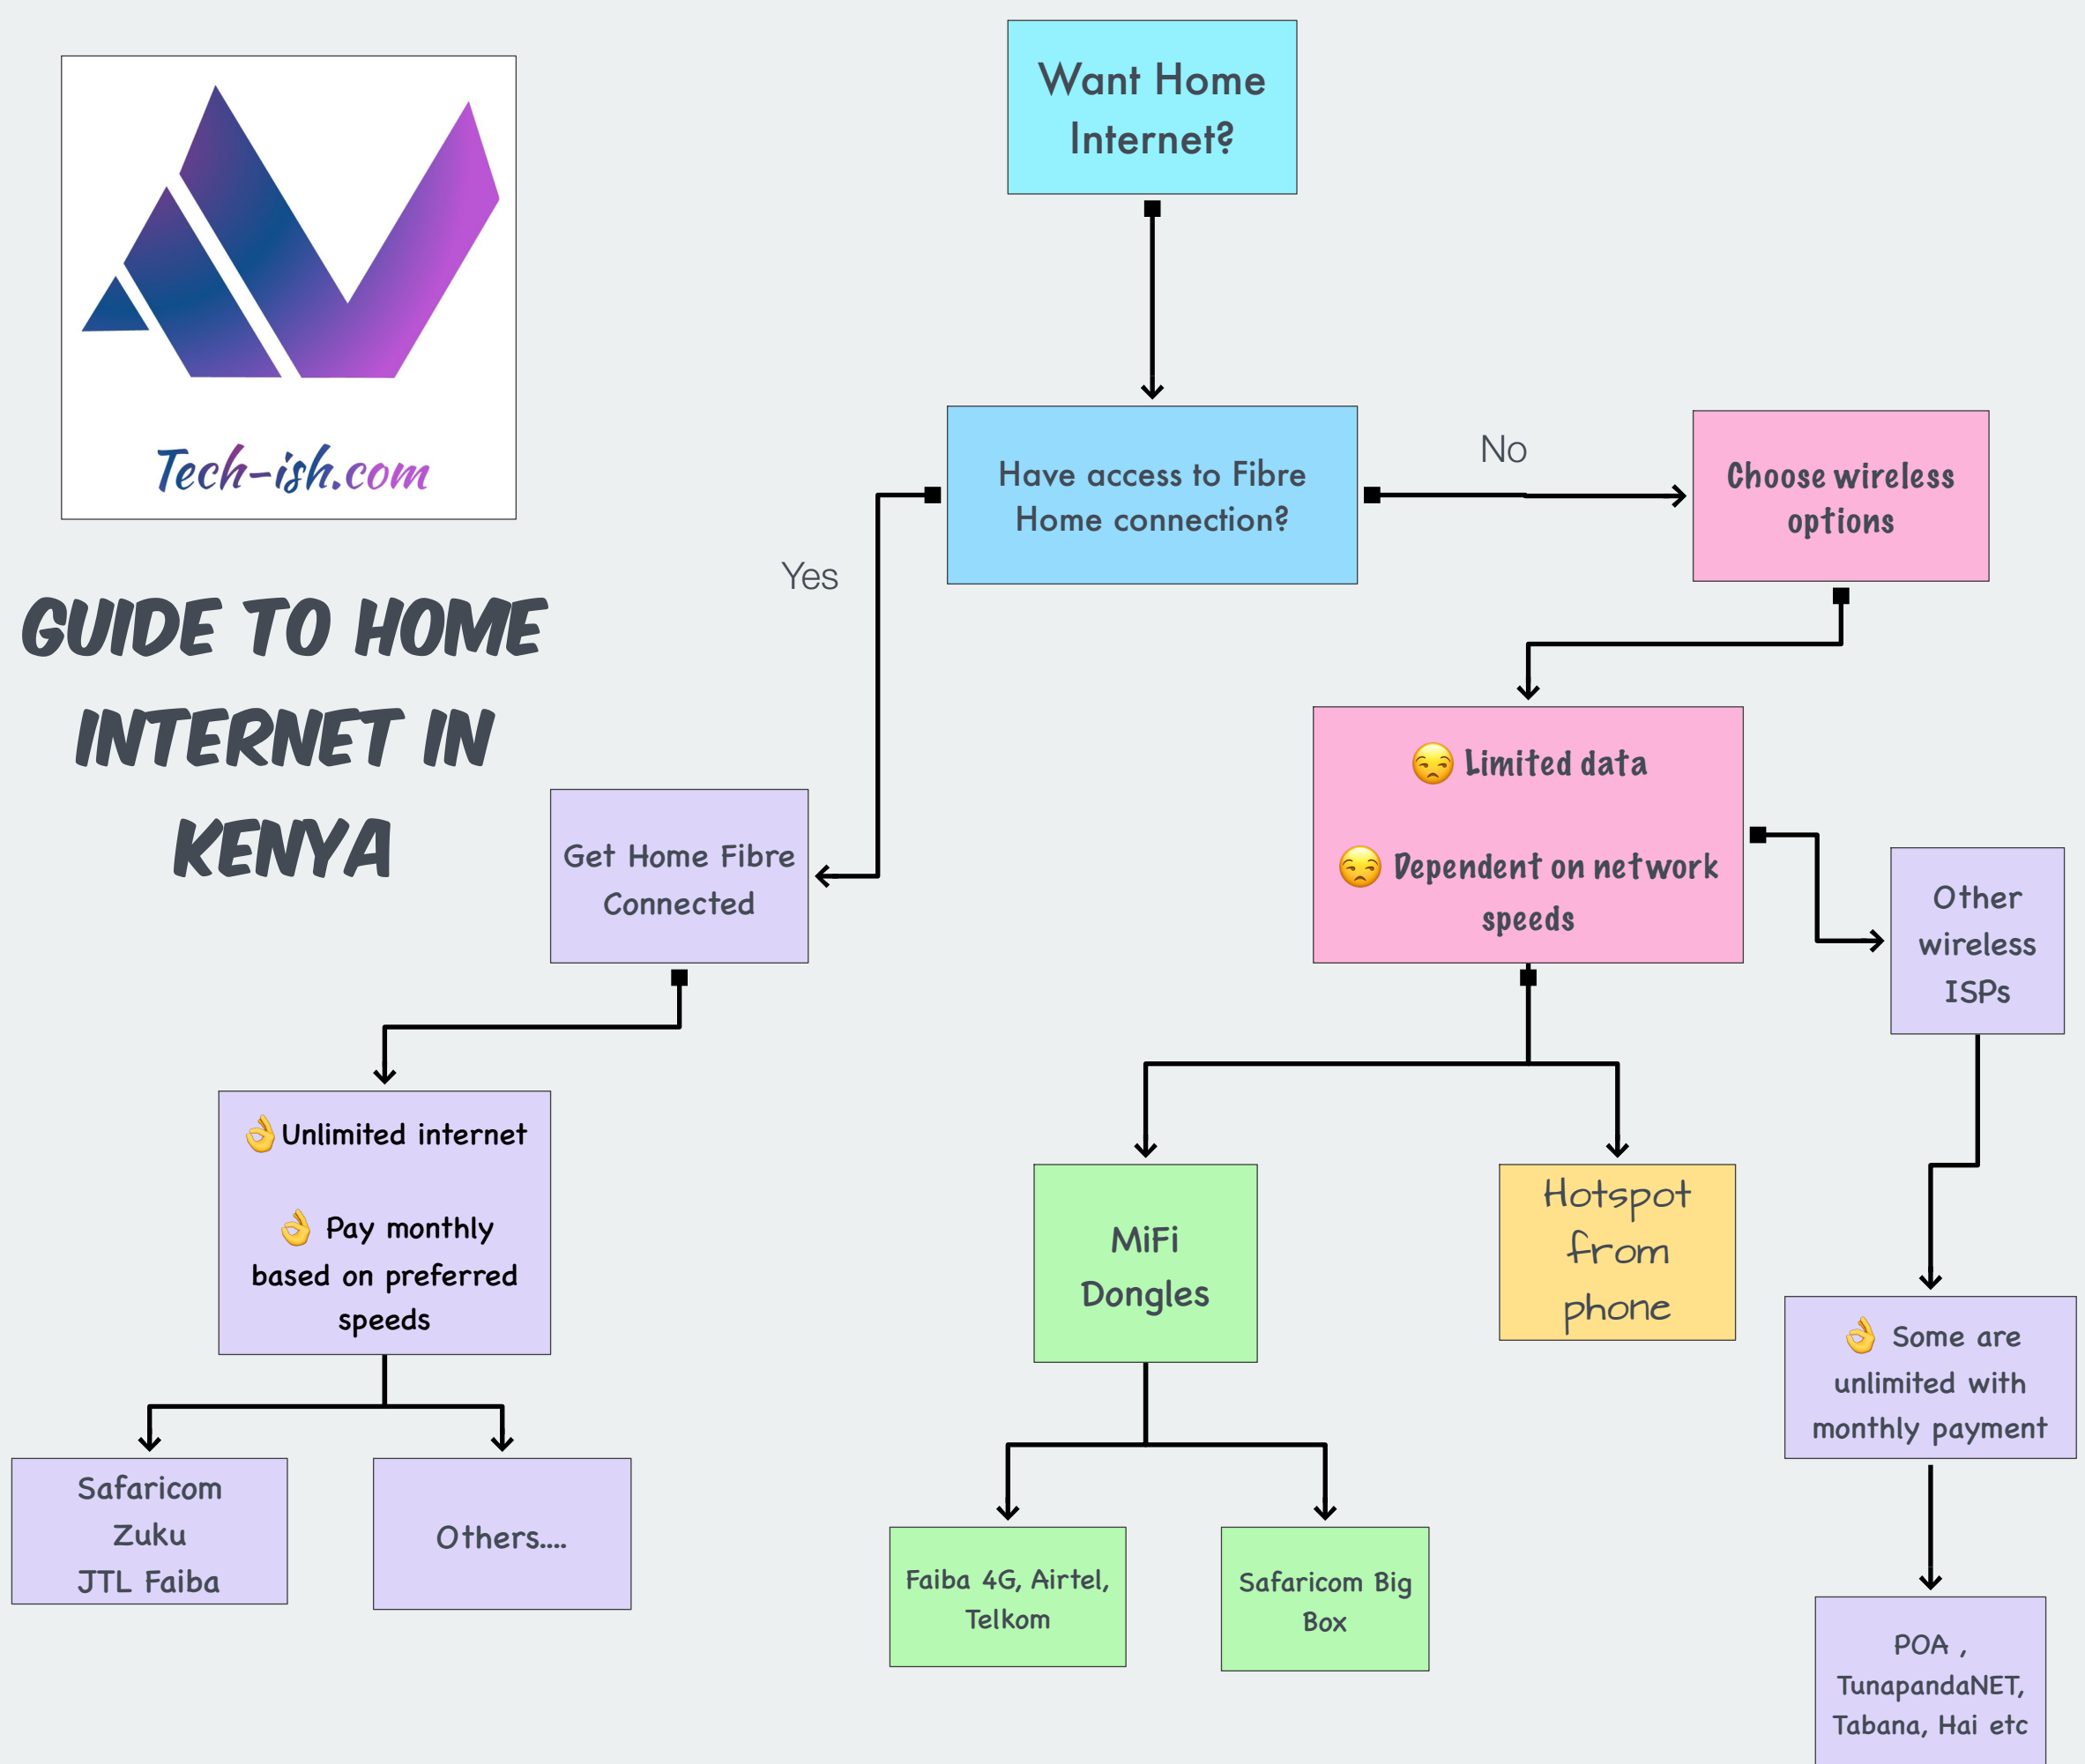 Want Home
Internet?
Tech-ish.com
GUIDE TO HOME
INTERNET IN
KENYA
Have access to Fibre
Home connection?
No
Choose wireless
options
Yes
Limited data
Dependent on network
speeds
Get Home Fibre
Connected
Other
wireless
ISPs
Unlimited internet
Pay monthly
based on preferred
speeds
MiFi
Dongles
Hotspot
from
phone
Some are
unlimited with
monthly payment
Safaricom
Zuku
JTL Faiba
Others....
Faiba 4G, Airtel,
Telkom
Safaricom Big
Box
POA ,
TunapandaNET,
Tabana, Hai etc